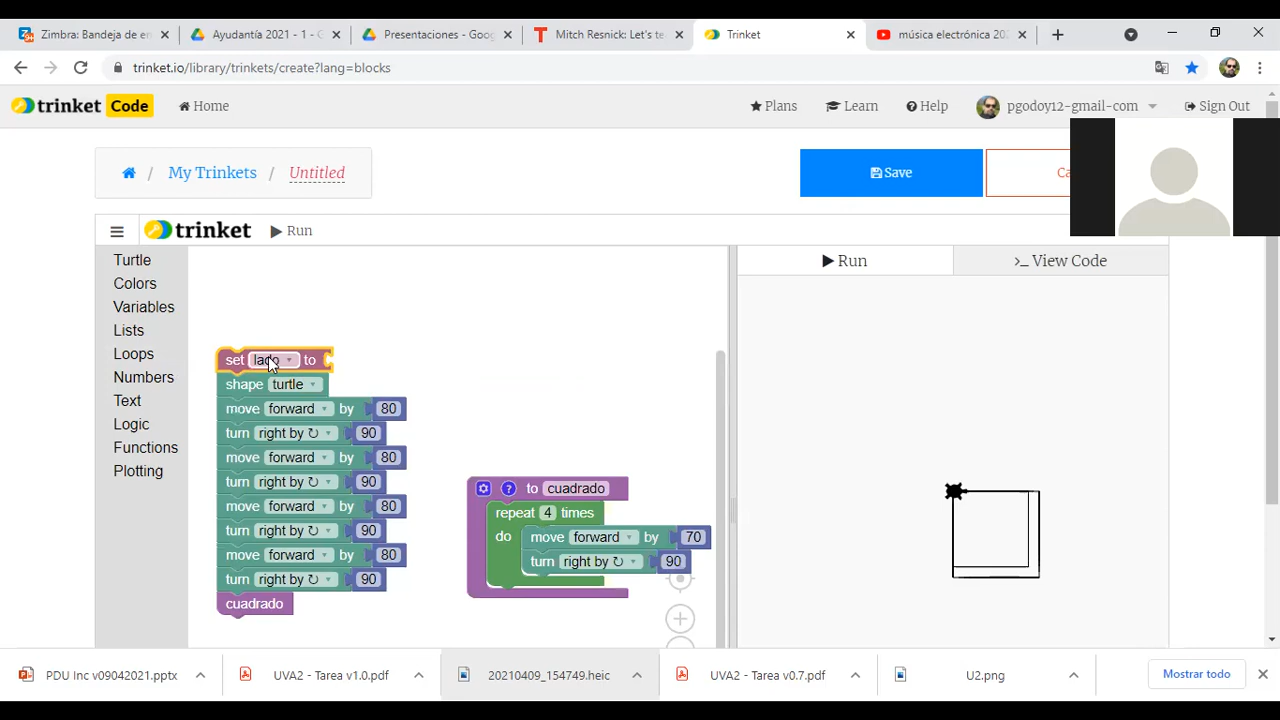 Zimbra: Bandeja de en
Ayudantía 2021 - 1 - G
Presentaciones - Goog
Mitch Resnick: Let's te
Trinket
música electrónica 202
trinket.io/library/trinkets/create?lang=blocks
trinket Code
Home
Plans
Learn
Help
pgodoy12-gmail-com
Sign Out
/ My Trinkets / Untitled
Save
Ca
trinket
Run
Run
View Code
Turtle
Colors
Variables
Lists
Loops
Numbers
Text
Logic
Functions
Plotting
set lado to
shape turtle
move forward by 80
turn right by ↻ 90
move forward by 80
turn right by ↻ 90
move forward by 80
turn right by ↻ 90
move forward by 80
turn right by ↻ 90
cuadrado
? to cuadrado
repeat 4 times
do move forward by 70
turn right by ↻ 90
PDU Inc v09042021.pptx
UVA2 - Tarea v1.0.pdf
20210409_154749.heic
UVA2 - Tarea v0.7.pdf
U2.png
Mostrar todo